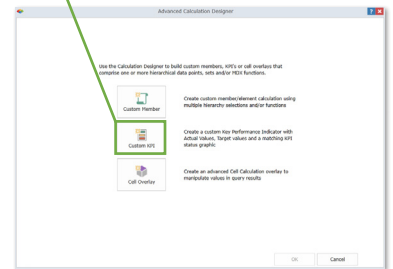 Advanced Calculation Designer
? x
Use the Calculation Designer to build custom members, KPI's or cell overlays that
comprise one or more hierarchical data points, sets and/or MDX functions.
Custom Member
Create custom member/element calculation using
multiple hierarchy selections and/or functions
Custom KPI
Create a custom Key Performance Indicator with
Actual Values, Target values and a matching KPI
status graphic
Cell Overlay
Create an advanced Cell Calculation overlay to
manipulate values in query results
OK
Cancel